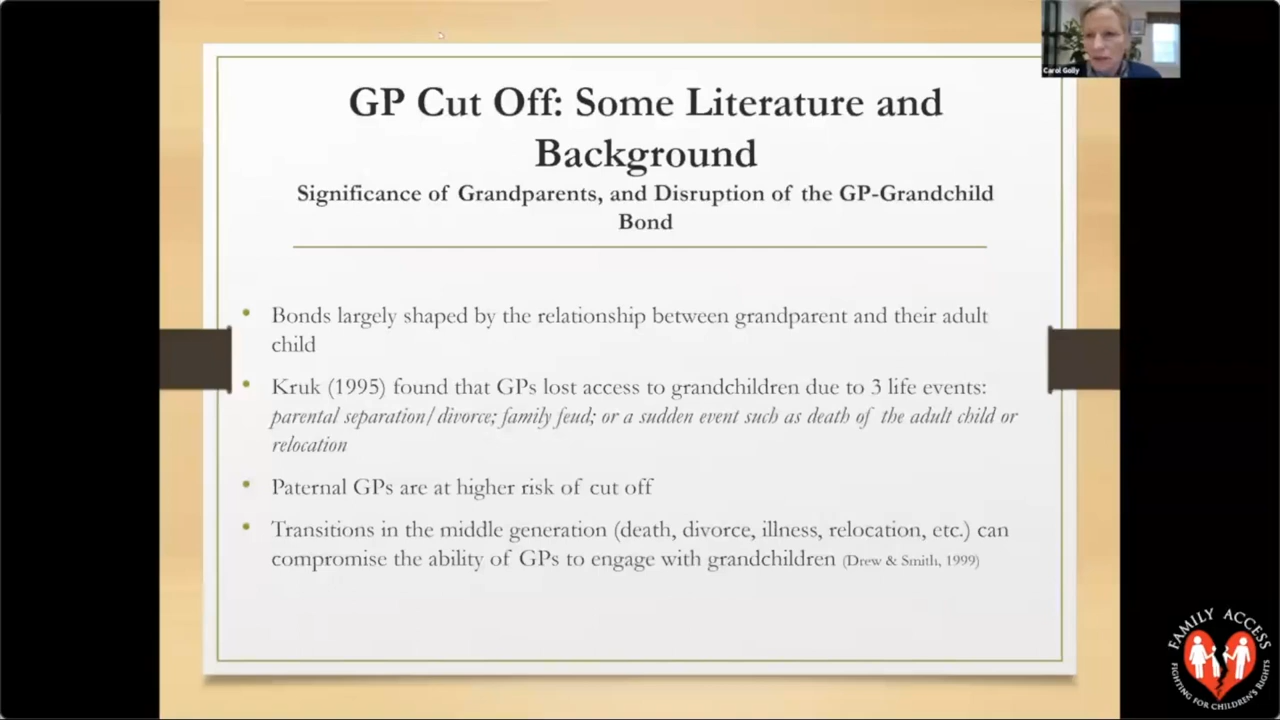 Carol Golly
GP Cut Off: Some Literature and
Background
Significance of Grandparents, and Disruption of the GP-Grandchild
Bond
• Bonds largely shaped by the relationship between grandparent and their adult
child
• Kruk (1995) found that GPs lost access to grandchildren due to 3 life events:
parental separation/divorce; family feud; or a sudden event such as death of the adult child or
relocation
• Paternal GPs are at higher risk of cut off
• Transitions in the middle generation (death, divorce, illness, relocation, etc.) can
compromise the ability of GPs to engage with grandchildren (Drew & Smith, 1999)
FAMILY ACCESS
FIGHTING FOR CHILDREN'S RIGHTS